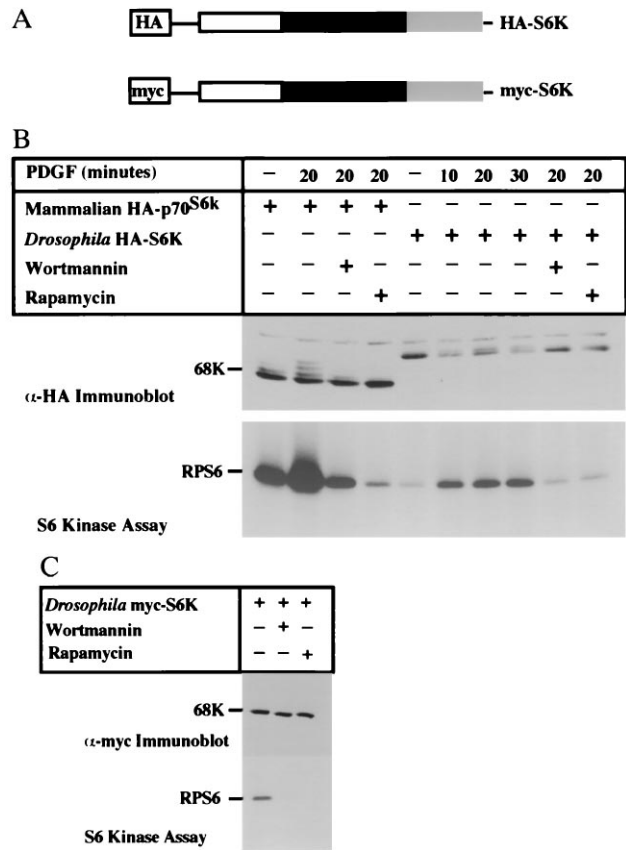 A
HA HA-S6K
myc myc-S6K
B
PDGF (minutes) – 20 20 20 – 10 20 30 20 20
Mammalian HA-p70S6k + + + + – – – – – –
Drosophila HA-S6K – – – – + + + + + +
Wortmannin – – + – – – – – + –
Rapamycin – – – + – – – – – +
68K
α-HA Immunoblot
RPS6
S6 Kinase Assay
C
Drosophila myc-S6K + + +
Wortmannin – + –
Rapamycin – – +
68K
α-myc Immunoblot
RPS6
S6 Kinase Assay